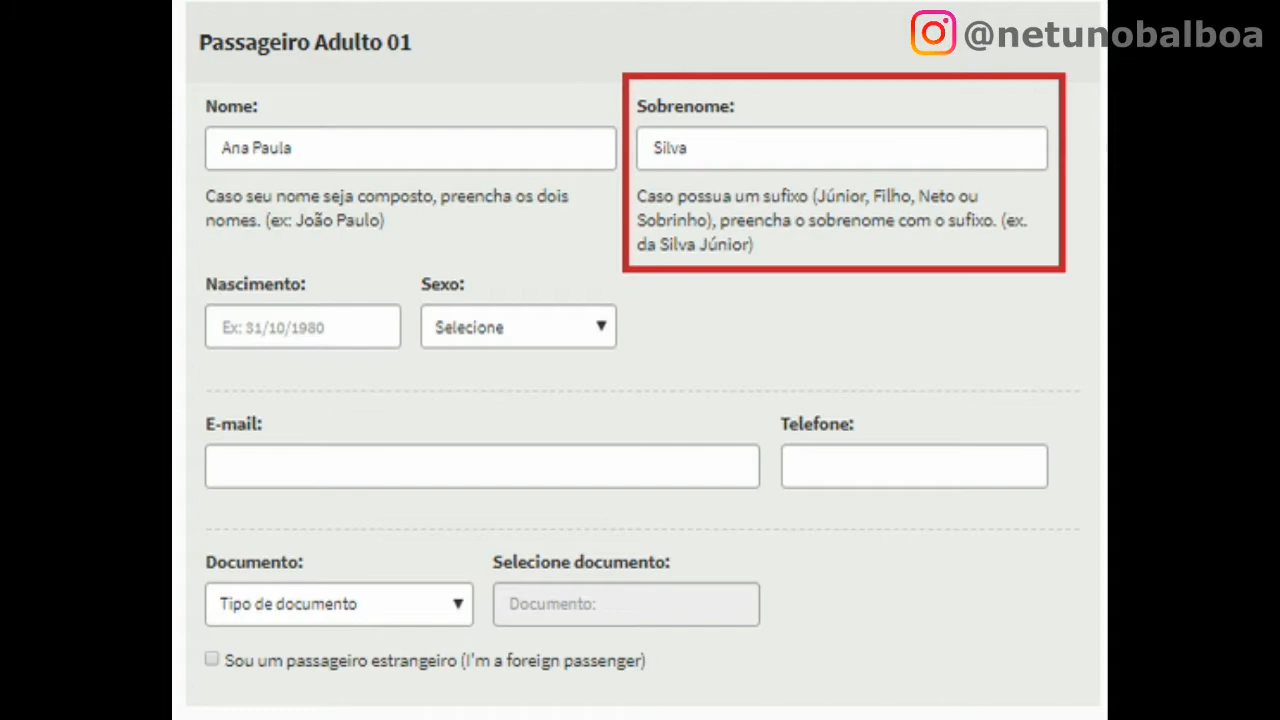 @netunobalboa
Passageiro Adulto 01
Nome:
Ana Paula
Caso seu nome seja composto, preencha os dois
nomes. (ex: João Paulo)
Sobrenome:
Silva
Caso possua um sufixo (Júnior, Filho, Neto ou
Sobrinho), preencha o sobrenome com o sufixo. (ex.
da Silva Júnior)
Nascimento:
Ex: 31/10/1980
Sexo:
Selecione
E-mail:
Telefone:
Documento:
Tipo de documento
Selecione documento:
Documento:
Sou um passageiro estrangeiro (I'm a foreign passenger)